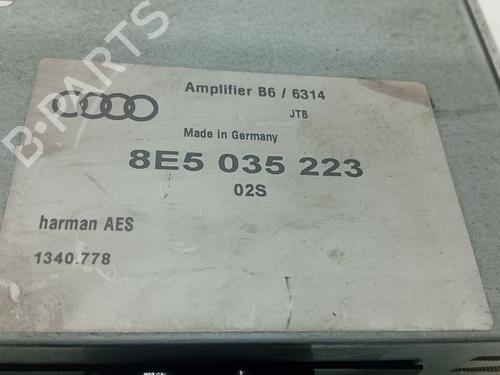 B-PARTS
Amplifier B6 / 6314
JTB
Made in Germany
8E5 035 223
02S
harman AES
1340.778